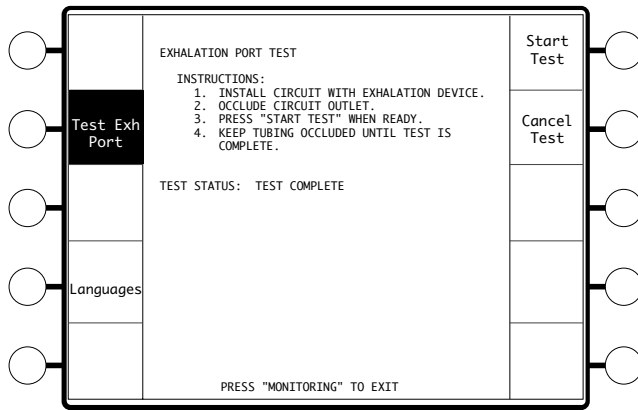 EXHALATION PORT TEST
INSTRUCTIONS:
1. INSTALL CIRCUIT WITH EXHALATION DEVICE.
2. OCCLUDE CIRCUIT OUTLET.
3. PRESS "START TEST" WHEN READY.
4. KEEP TUBING OCCLUDED UNTIL TEST IS
COMPLETE.
TEST STATUS: TEST COMPLETE
PRESS "MONITORING" TO EXIT
Test Exh
Port
Languages
Start
Test
Cancel
Test